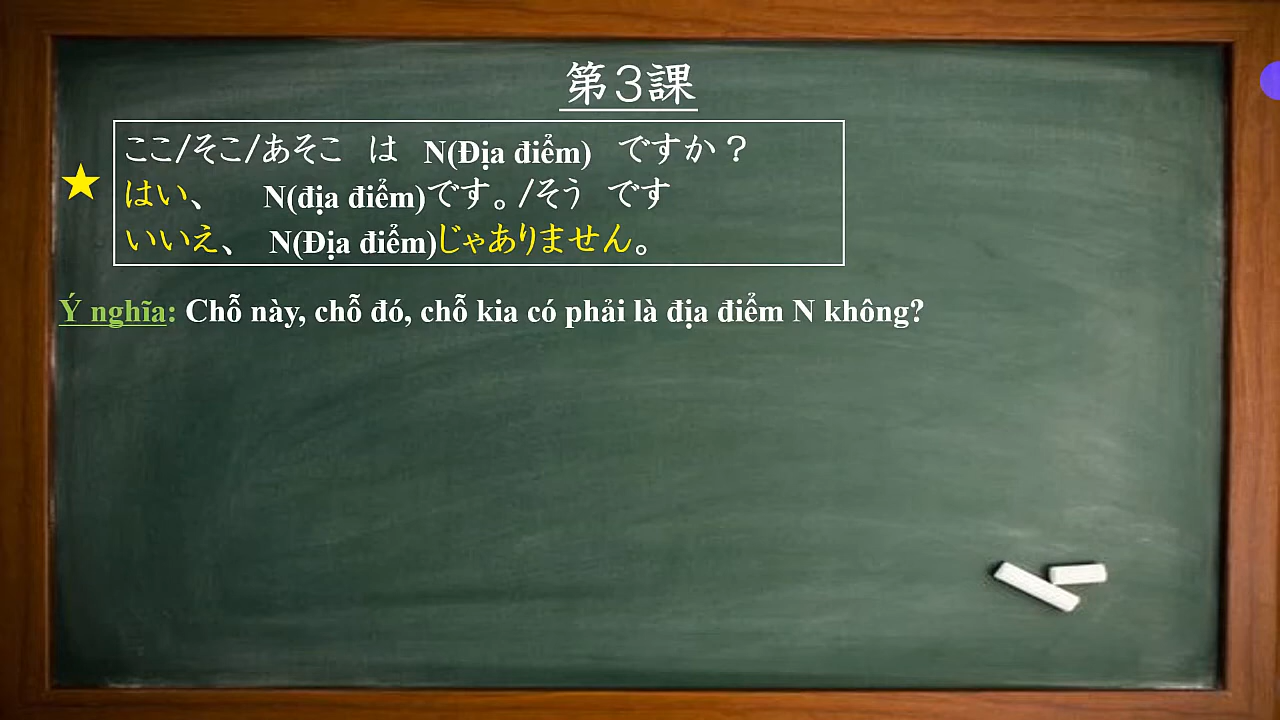 第3課
ここ/そこ/あそこ は N(Địa điểm) ですか？
はい、 N(địa điểm)です。/そう です
いいえ、 N(Địa điểm)じゃありません。
Ý nghĩa: Chỗ này, chỗ đó, chỗ kia có phải là địa điểm N không?